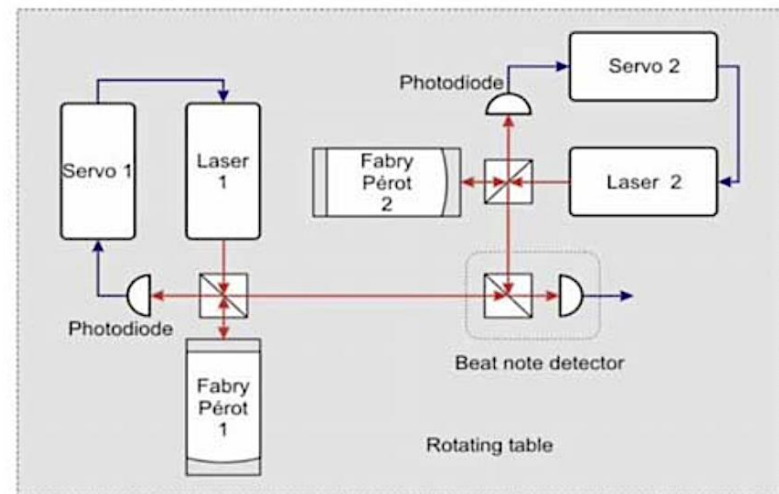 Servo 1
Laser
1
Photodiode
Fabry
Pérot
1
Photodiode
Servo 2
Fabry
Pérot
2
Laser 2
Beat note detector
Rotating table